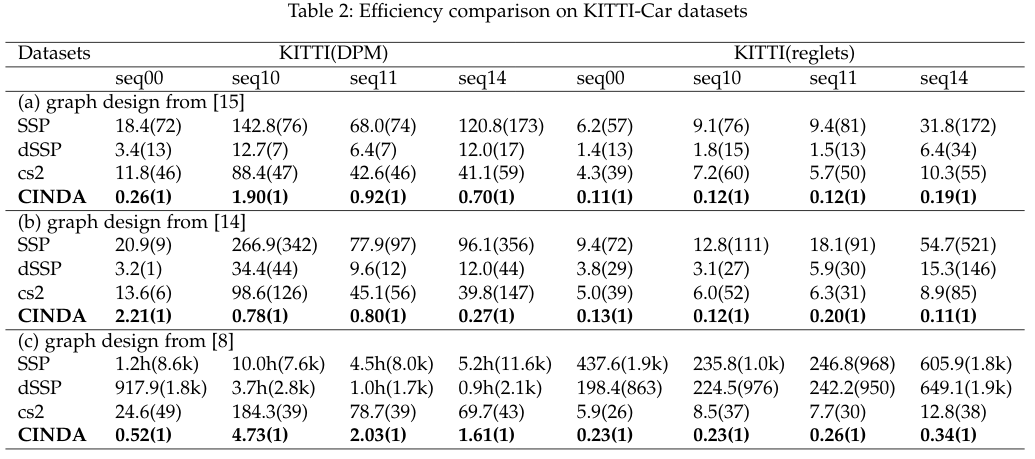 Table 2: Efficiency comparison on KITTI-Car datasets
Datasets KITTI(DPM) KITTI(reglets)
seq00 seq10 seq11 seq14 seq00 seq10 seq11 seq14
(a) graph design from [15]
SSP 18.4(72) 142.8(76) 68.0(74) 120.8(173) 6.2(57) 9.1(76) 9.4(81) 31.8(172)
dSSP 3.4(13) 12.7(7) 6.4(7) 12.0(17) 1.4(13) 1.8(15) 1.5(13) 6.4(34)
cs2 11.8(46) 88.4(47) 42.6(46) 41.1(59) 4.3(39) 7.2(60) 5.7(50) 10.3(55)
CINDA 0.26(1) 1.90(1) 0.92(1) 0.70(1) 0.11(1) 0.12(1) 0.12(1) 0.19(1)
(b) graph design from [14]
SSP 20.9(9) 266.9(342) 77.9(97) 96.1(356) 9.4(72) 12.8(111) 18.1(91) 54.7(521)
dSSP 3.2(1) 34.4(44) 9.6(12) 12.0(44) 3.8(29) 3.1(27) 5.9(30) 15.3(146)
cs2 13.6(6) 98.6(126) 45.1(56) 39.8(147) 5.0(39) 6.0(52) 6.3(31) 8.9(85)
CINDA 2.21(1) 0.78(1) 0.80(1) 0.27(1) 0.13(1) 0.12(1) 0.20(1) 0.11(1)
(c) graph design from [8]
SSP 1.2h(8.6k) 10.0h(7.6k) 4.5h(8.0k) 5.2h(11.6k) 437.6(1.9k) 235.8(1.0k) 246.8(968) 605.9(1.8k)
dSSP 917.9(1.8k) 3.7h(2.8k) 1.0h(1.7k) 0.9h(2.1k) 198.4(863) 224.5(976) 242.2(950) 649.1(1.9k)
cs2 24.6(49) 184.3(39) 78.7(39) 69.7(43) 5.9(26) 8.5(37) 7.7(30) 12.8(38)
CINDA 0.52(1) 4.73(1) 2.03(1) 1.61(1) 0.23(1) 0.23(1) 0.26(1) 0.34(1)